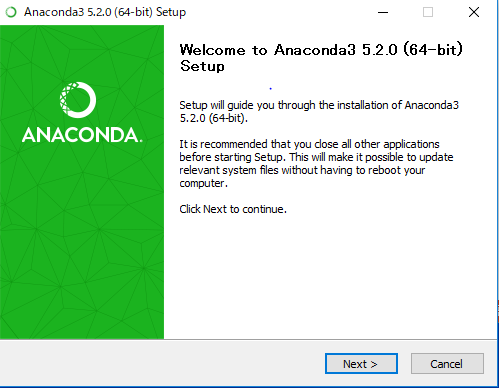 Anaconda3 5.2.0 (64-bit) Setup
ANACONDA.
Welcome to Anaconda3 5.2.0 (64-bit)
Setup
Setup will guide you through the installation of Anaconda3
5.2.0 (64-bit).
It is recommended that you close all other applications
before starting Setup. This will make it possible to update
relevant system files without having to reboot your
computer.
Click Next to continue.
Next >
Cancel